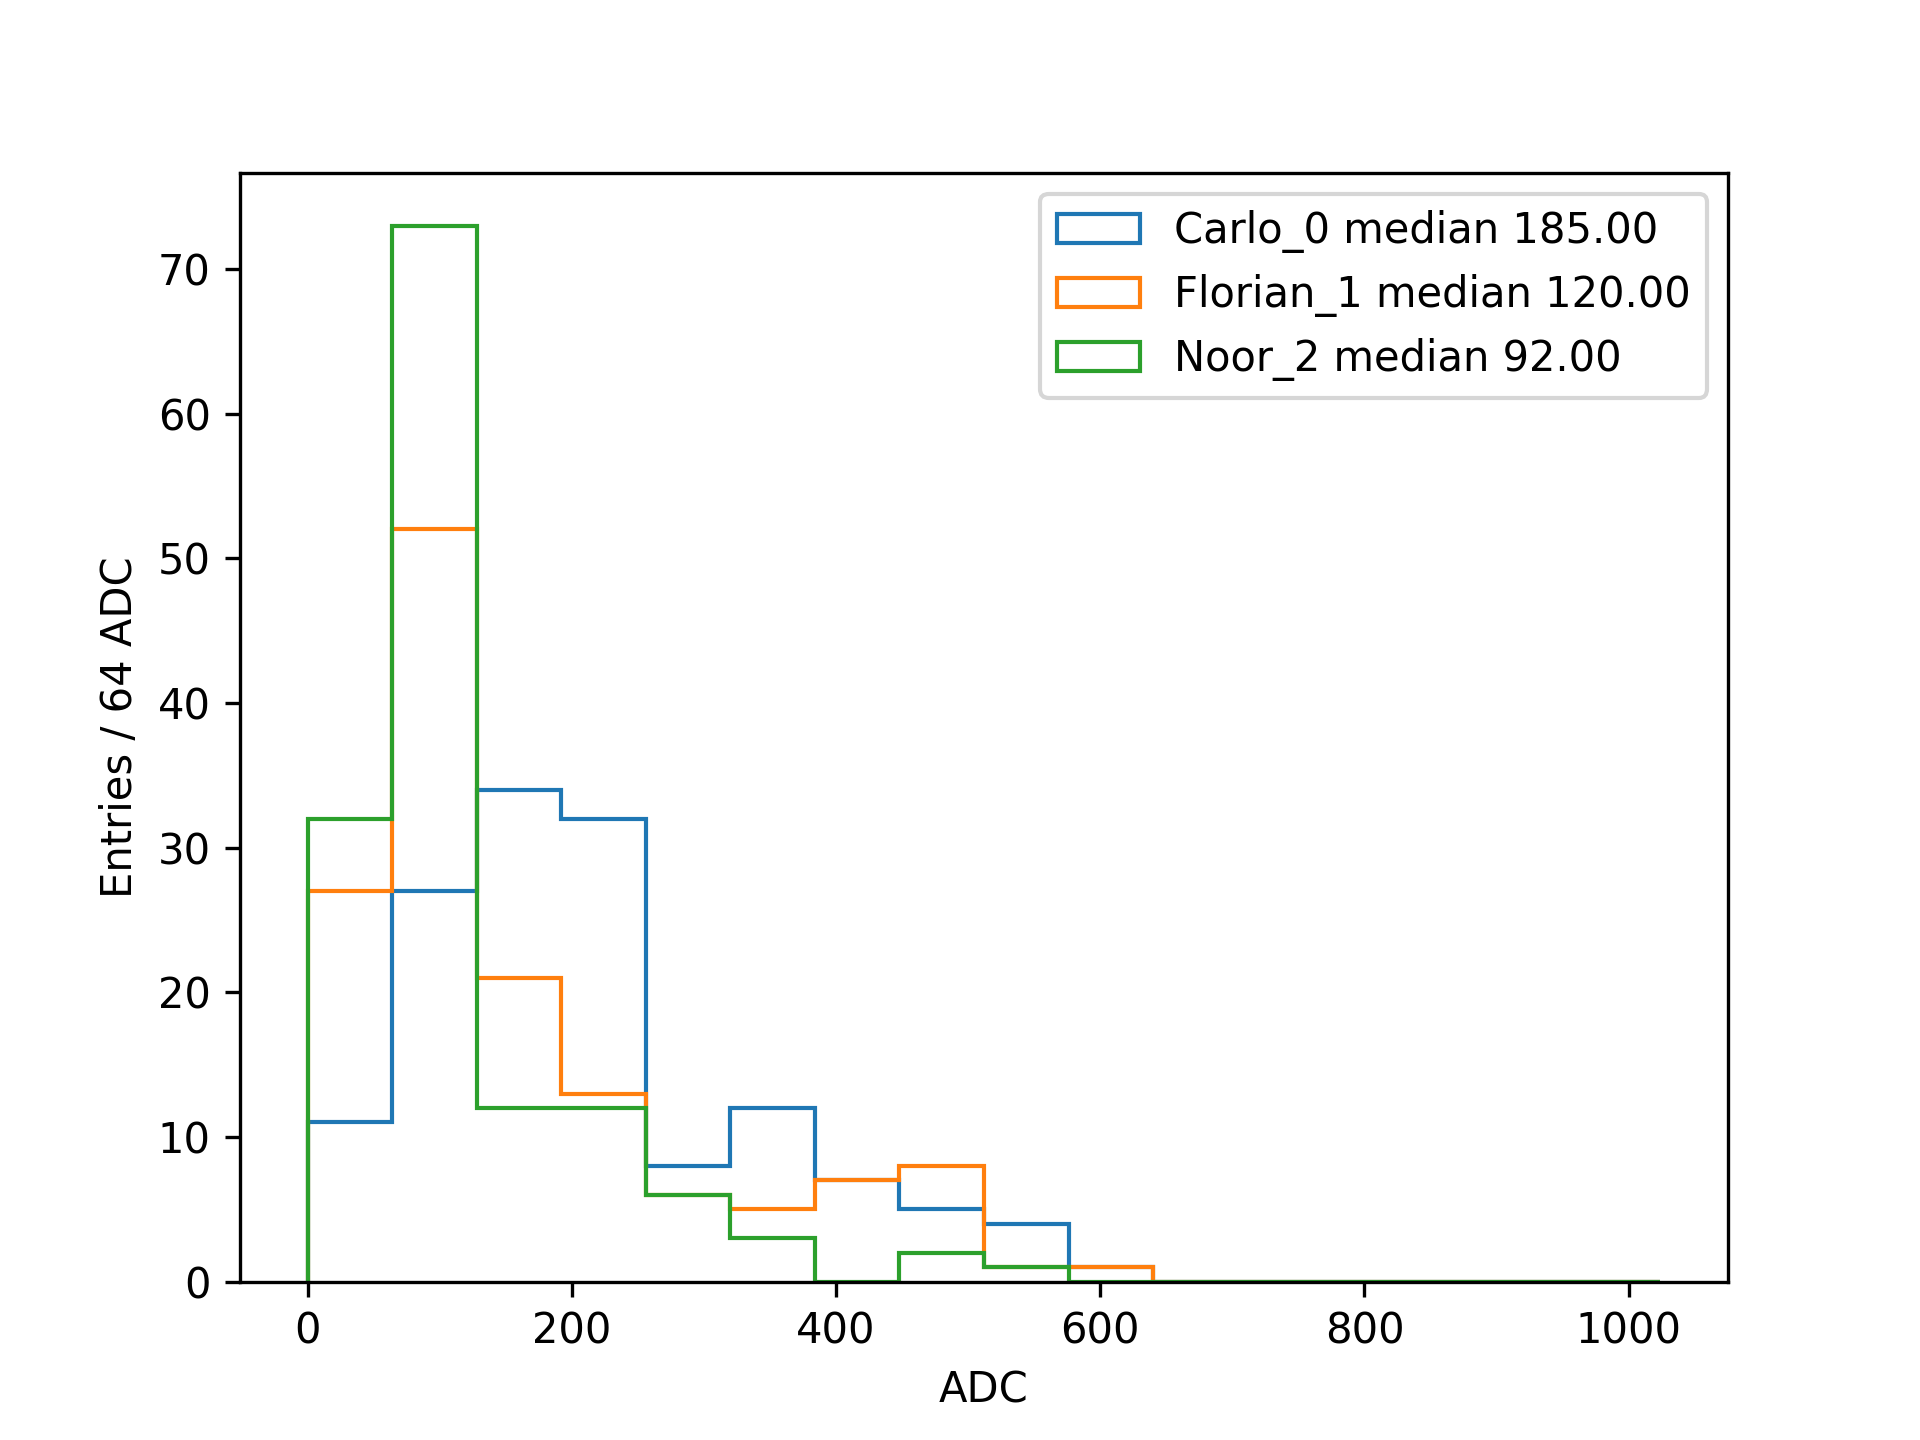 Carlo_0 median 185.00
Florian_1 median 120.00
Noor_2 median 92.00
70
60
50
40
30
20
10
0
Entries / 64 ADC
0 200 400 600 800 1000
ADC